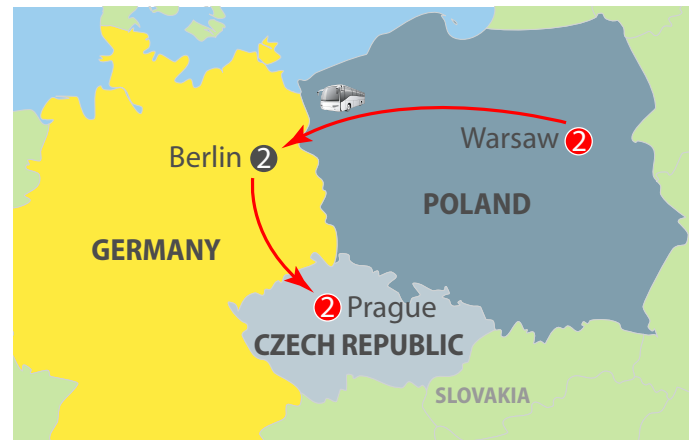 Warsaw 2
Berlin 2
POLAND
GERMANY
2 Prague
CZECH REPUBLIC
SLOVAKIA